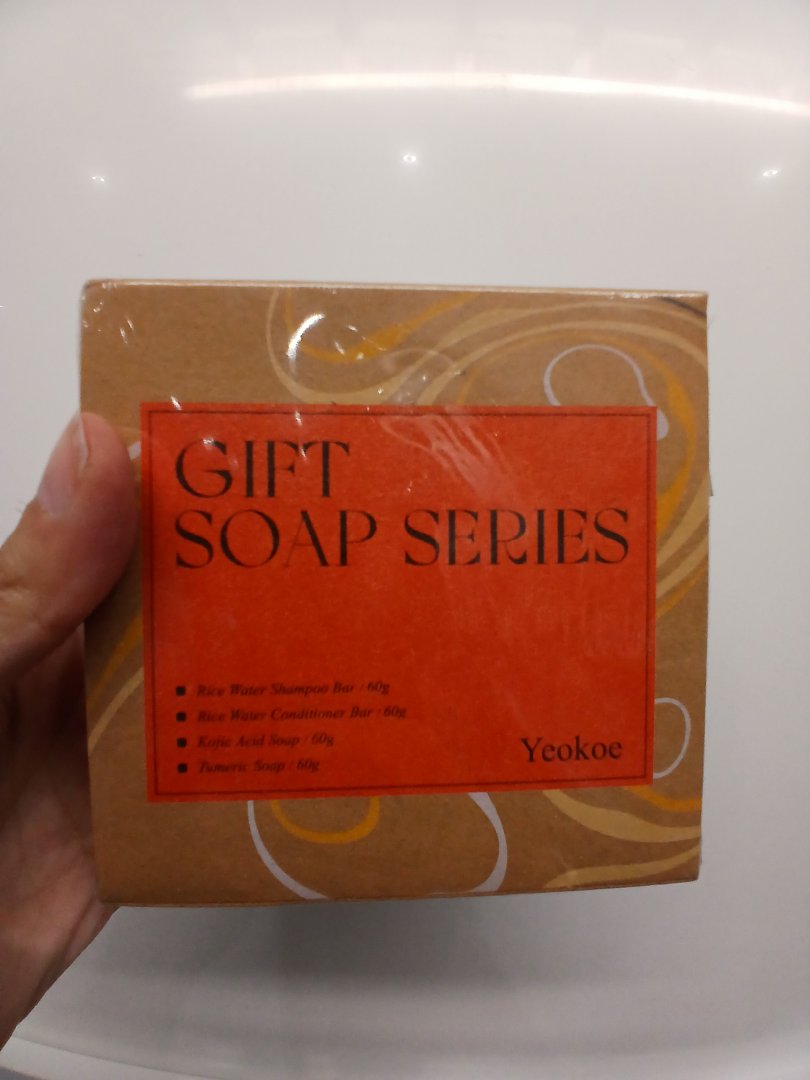 GIFT
SOAP SERIES
Rice Water Shampoo Bar / 60g
Rice Water Conditioner Bar / 60g
Kojic Acid Soap / 60g
Tumeric Soap / 60g
Yeokoe